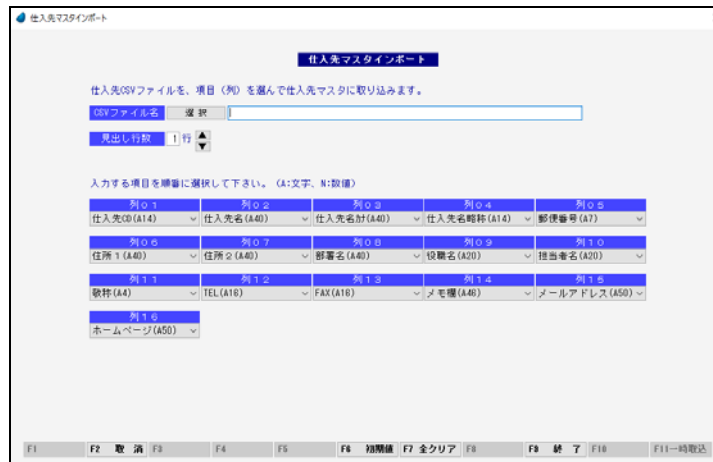 仕入先マスタインポート
仕入先マスタインポート
仕入先CSVファイルを、項目（列）を選んで仕入先マスタに取り込みます。
CSVファイル名 選択
見出し行数 1 行 ▲▼
入力する項目を順番に選択して下さい。（A:文字、N:数値）
列01 列02 列03 列04 列05
仕入先CD(A14) 仕入先名(A40) 仕入先名ｶﾅ(A40) 仕入先名略称(A14) 郵便番号(A7)
列06 列07 列08 列09 列10
住所1(A40) 住所2(A40) 部署名(A40) 役職名(A20) 担当者名(A20)
列11 列12 列13 列14 列15
敬称(A4) TEL(A16) FAX(A16) メモ欄(A46) メールアドレス(A50)
列16
ホームページ(A50)
F1 F2 取 消 F3 F4 F5 F6 初期値 F7 全クリア F8 F9 終 了 F10 F11一時取込